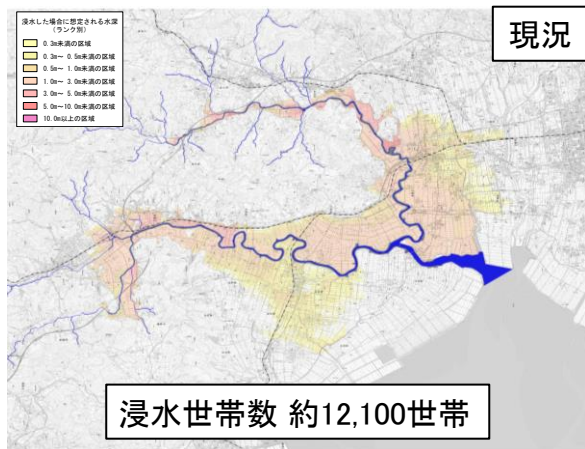 浸水した場合に想定される水深
(ランク別)
0.3m未満の区域
0.3m～ 0.5m未満の区域
0.5m～ 1.0m未満の区域
1.0m～ 3.0m未満の区域
3.0m～ 5.0m未満の区域
5.0m～10.0m未満の区域
10.0m以上の区域
現況
浸水世帯数 約12,100世帯